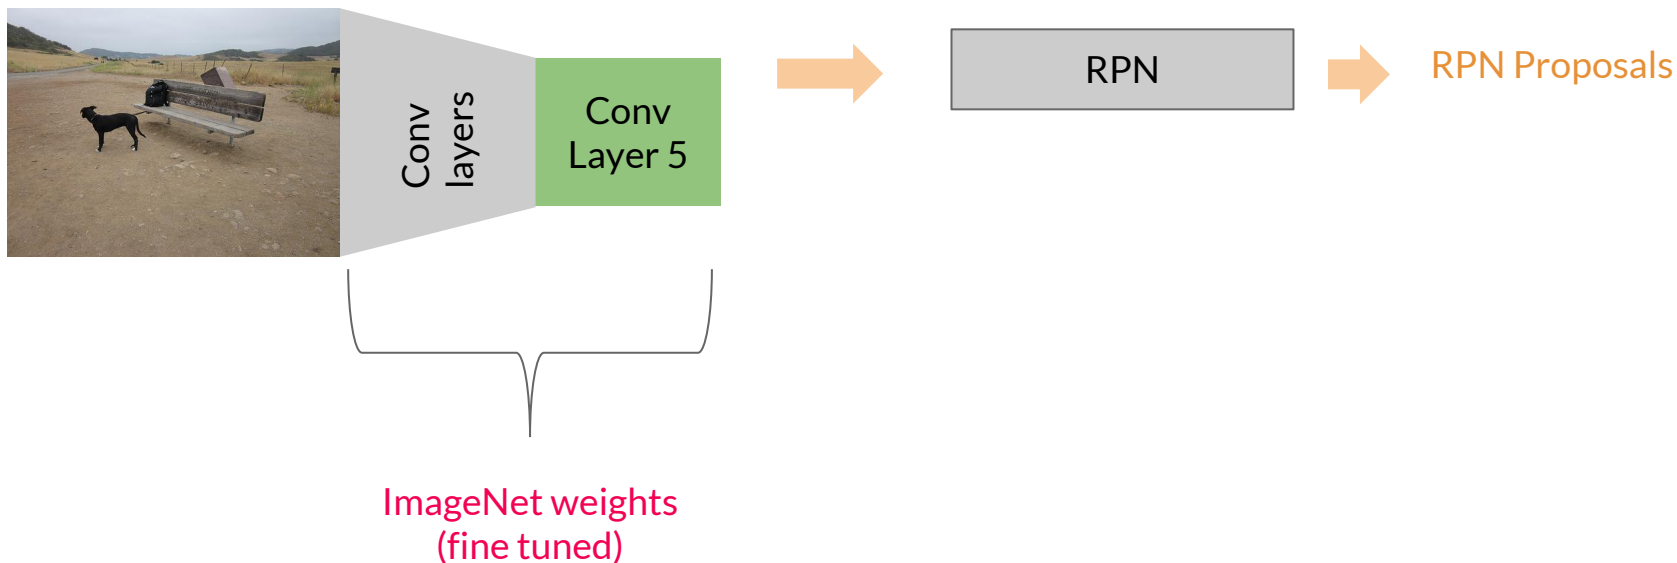 Conv
layers
Conv
Layer 5
RPN
RPN Proposals
ImageNet weights
(fine tuned)